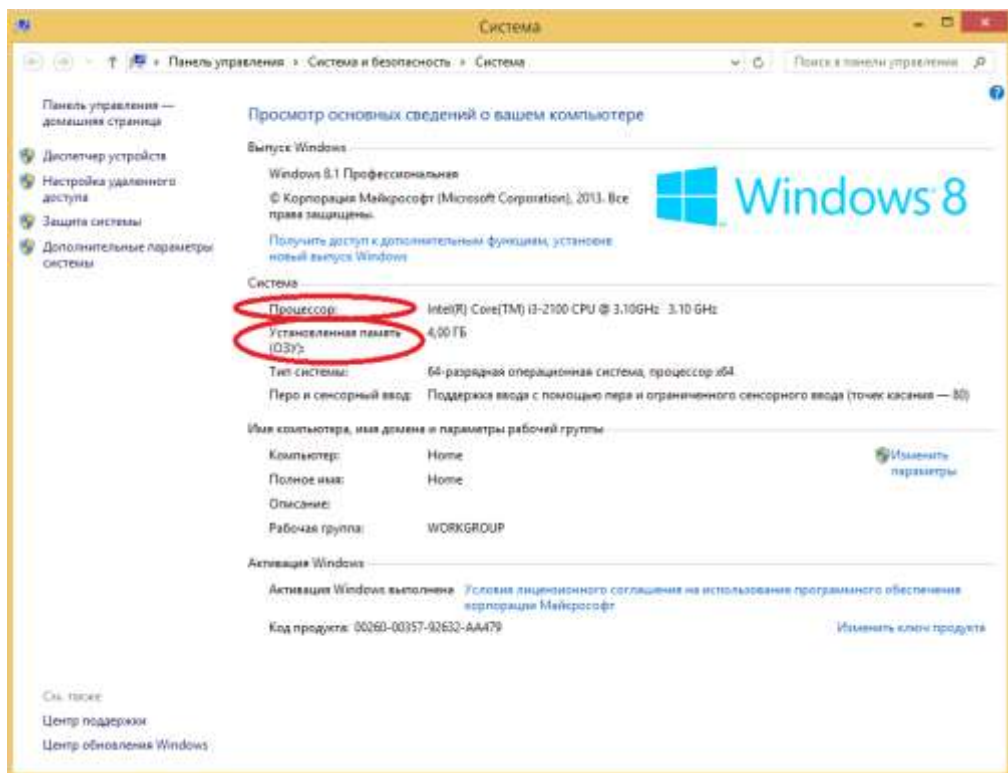 Система
Панель управления ▸ Система и безопасность ▸ Система
Поиск в панели управления
Панель управления —
домашняя страница
Диспетчер устройств
Настройка удаленного
доступа
Защита системы
Дополнительные параметры
системы
Просмотр основных сведений о вашем компьютере
Выпуск Windows
Windows 8.1 Профессиональная
© Корпорация Майкрософт (Microsoft Corporation), 2013. Все
права защищены.
Получить доступ к дополнительным функциям, установив
новый выпуск Windows
Windows 8
Система
Процессор: Intel(R) Core(TM) i3-2100 CPU @ 3.10GHz 3.10 GHz
Установленная память 4,00 ГБ
(ОЗУ):
Тип системы: 64-разрядная операционная система, процессор x64
Перо и сенсорный ввод: Поддержка ввода с помощью пера и ограниченного сенсорного ввода (точек касания — 80)
Имя компьютера, имя домена и параметры рабочей группы
Компьютер: Home
Изменить
параметры
Полное имя: Home
Описание:
Рабочая группа: WORKGROUP
Активация Windows
Активация Windows выполнена Условия лицензионного соглашения на использование программного обеспечения
корпорации Майкрософт
Код продукта: 00260-00357-92632-AA479
Изменить ключ продукта
См. также
Центр поддержки
Центр обновления Windows